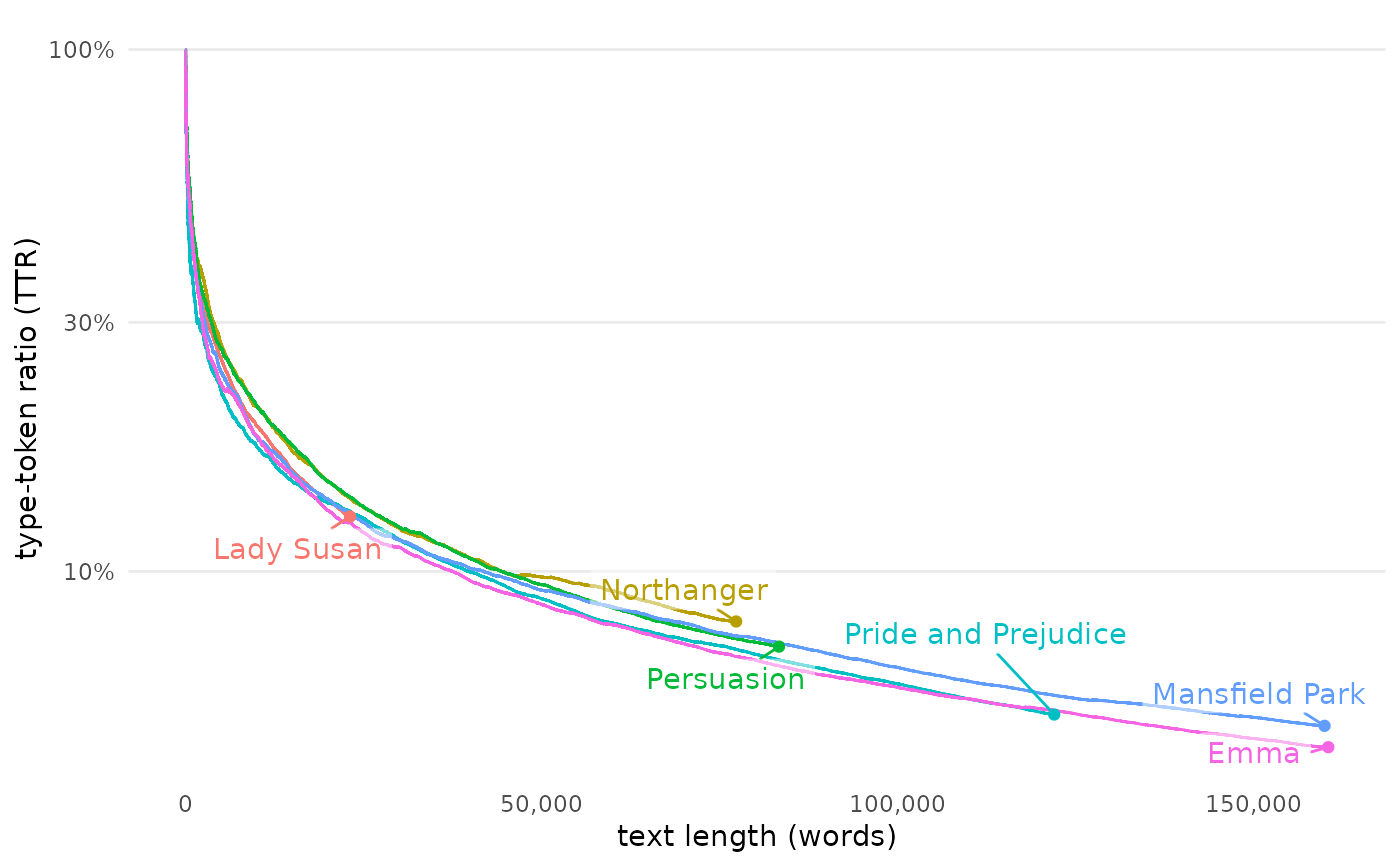 100%
30%
10%
type-token ratio (TTR)
Lady Susan
Northanger
Pride and Prejudice
Persuasion
Mansfield Park
Emma
0
50,000
100,000
150,000
text length (words)